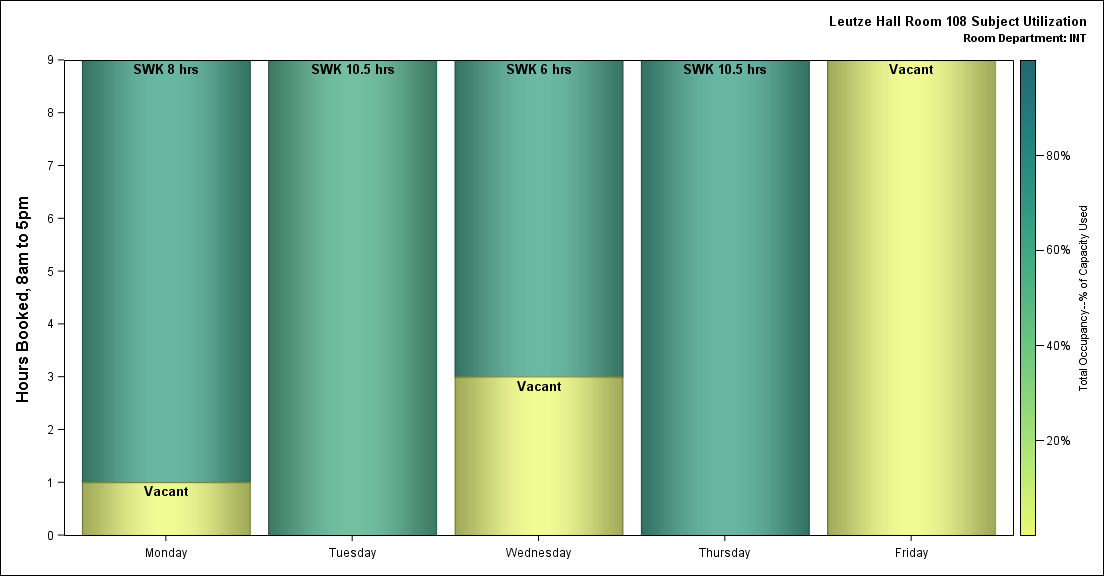 Leutze Hall Room 108 Subject Utilization
Room Department: INT
Hours Booked, 8am to 5pm
9
8
7
6
5
4
3
2
1
0
SWK 8 hrs
Vacant
SWK 10.5 hrs
SWK 6 hrs
Vacant
SWK 10.5 hrs
Vacant
Monday
Tuesday
Wednesday
Thursday
Friday
80%
60%
40%
20%
Total Occupancy--% of Capacity Used